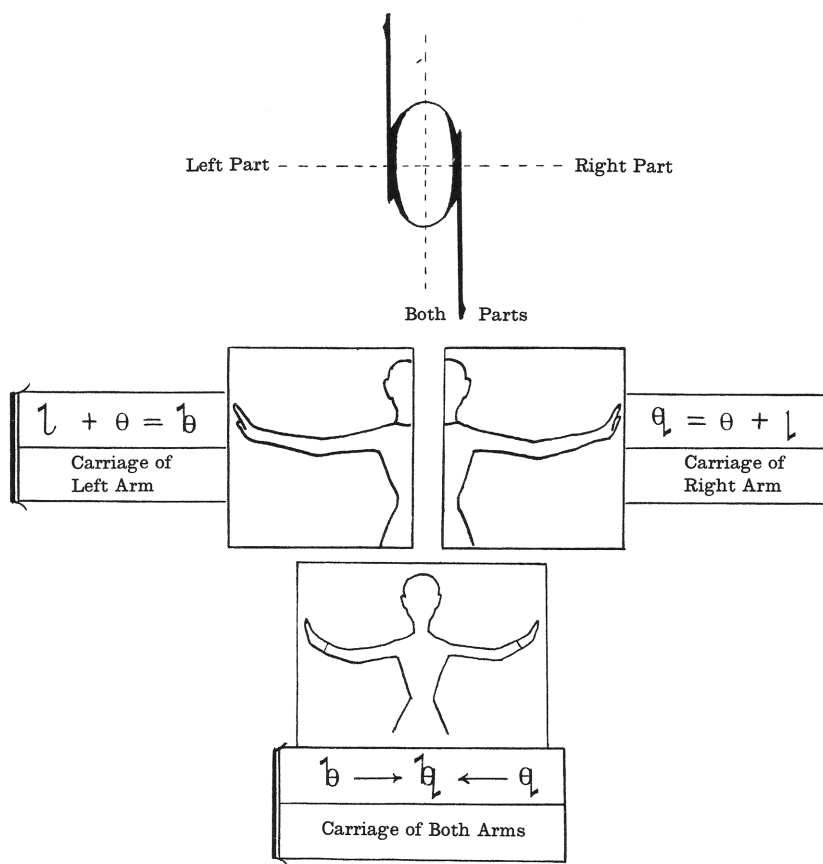 Left Part
Right Part
Both Parts
+ θ =
= θ +
Carriage of
Left Arm
Carriage of
Right Arm
Carriage of Both Arms